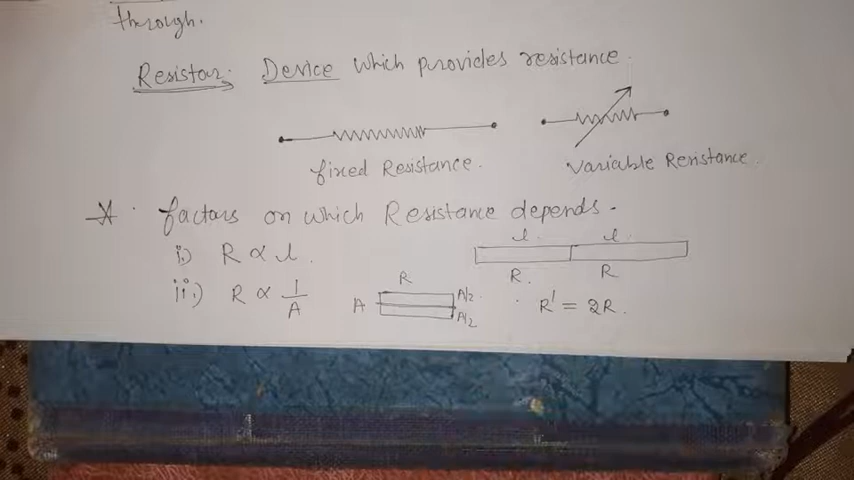 through.
Resistor. Device which provides resistance.
fixed Resistance. Variable Resistance.
* factors on which Resistance depends.
i) R ∝ l.
l. l.
R. R
ii.) R ∝ 1/A
R
A A/2. A/2
R' = 2R.